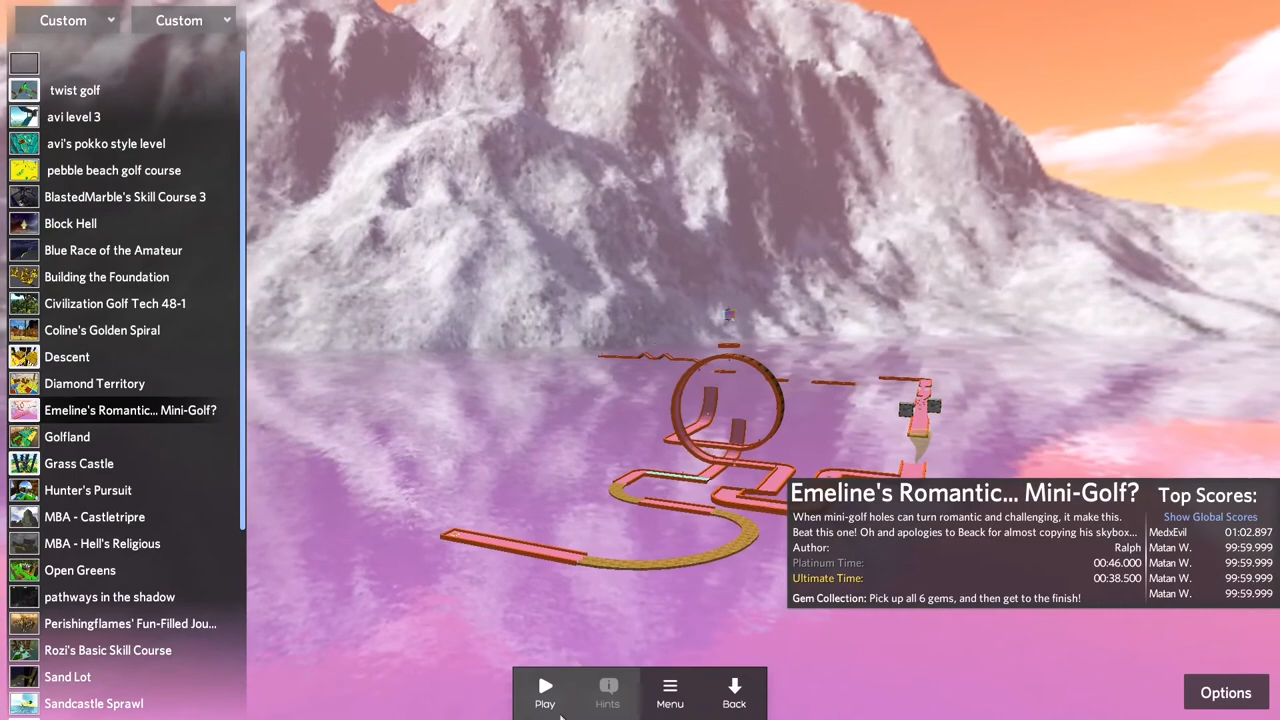 Custom
Custom
twist golf
avi level 3
avi's pokko style level
pebble beach golf course
BlastedMarble's Skill Course 3
Block Hell
Blue Race of the Amateur
Building the Foundation
Civilization Golf Tech 48-1
Coline's Golden Spiral
Descent
Diamond Territory
Emeline's Romantic... Mini-Golf?
Golfland
Grass Castle
Hunter's Pursuit
MBA - Castletripre
MBA - Hell's Religious
Open Greens
pathways in the shadow
Perishingflames' Fun-Filled Jou...
Rozi's Basic Skill Course
Sand Lot
Sandcastle Sprawl
Emeline's Romantic... Mini-Golf?
When mini-golf holes can turn romantic and challenging, it make this.
Beat this one! Oh and apologies to Beack for almost copying his skybox...
Author: Ralph
Platinum Time: 00:46.000
Ultimate Time: 00:38.500
Gem Collection: Pick up all 6 gems, and then get to the finish!
Top Scores:
Show Global Scores
MedxEvil 01:02.897
Matan W. 99:59.999
Matan W. 99:59.999
Matan W. 99:59.999
Matan W. 99:59.999
Play
Hints
Menu
Back
Options